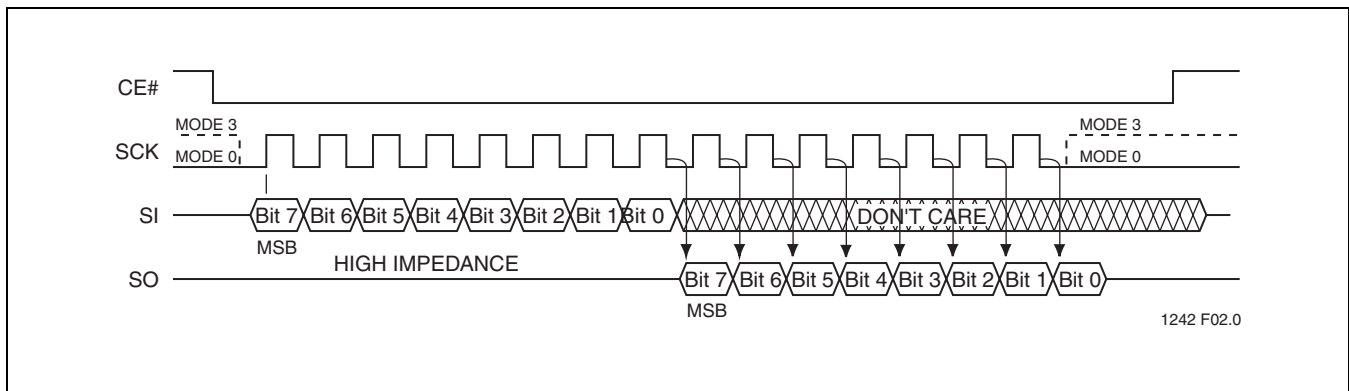 CE#
MODE 3
MODE 3
SCK
MODE 0
MODE 0
SI
Bit 7 Bit 6 Bit 5 Bit 4 Bit 3 Bit 2 Bit 1 Bit 0
DON'T CARE
MSB
HIGH IMPEDANCE
SO
Bit 7 Bit 6 Bit 5 Bit 4 Bit 3 Bit 2 Bit 1 Bit 0
MSB
1242 F02.0